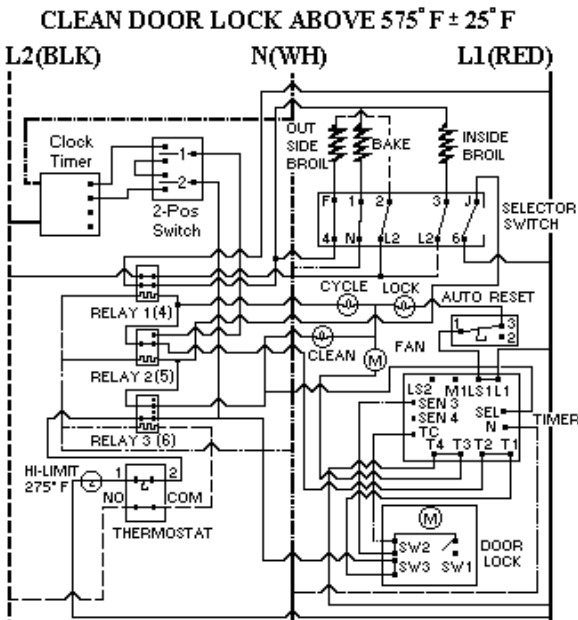 CLEAN DOOR LOCK ABOVE 575° F ± 25° F
L2(BLK) N(WH) L1(RED)
Clock
Timer
1
2
2-Pos
Switch
OUT
SIDE
BROIL
BAKE
INSIDE
BROIL
F 1 2 3 J
4 N L2 L2 6
SELECTOR
SWITCH
RELAY 1(4)
CYCLE LOCK
AUTO RESET
1 3
2
RELAY 2(5)
CLEAN
M
FAN
LS2 M1 LS1 L1
SEN 3
SEN 4
TC
SEL
N
T4 T3 T2 T1
TIMER
RELAY 3 (6)
HI-LIMIT
275° F
2
1 2
NO COM
THERMOSTAT
M
SW2
SW3 SW1
DOOR
LOCK